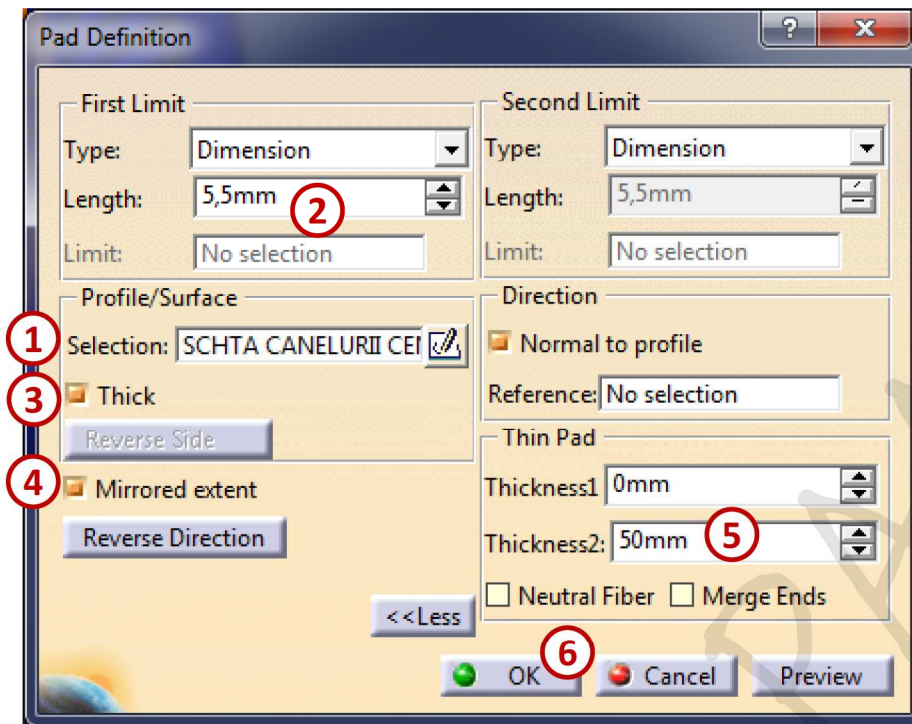 Pad Definition
?
x
First Limit
Type: Dimension
Length: 5,5mm
2
Limit: No selection
Second Limit
Type: Dimension
Length: 5,5mm
Limit: No selection
Profile/Surface
1
Selection: SCHTA CANELURII CEN
3
Thick
Reverse Side
4
Mirrored extent
Reverse Direction
<<Less
Direction
Normal to profile
Reference: No selection
Thin Pad
Thickness1 0mm
Thickness2: 50mm
5
Neutral Fiber Merge Ends
6
OK Cancel Preview